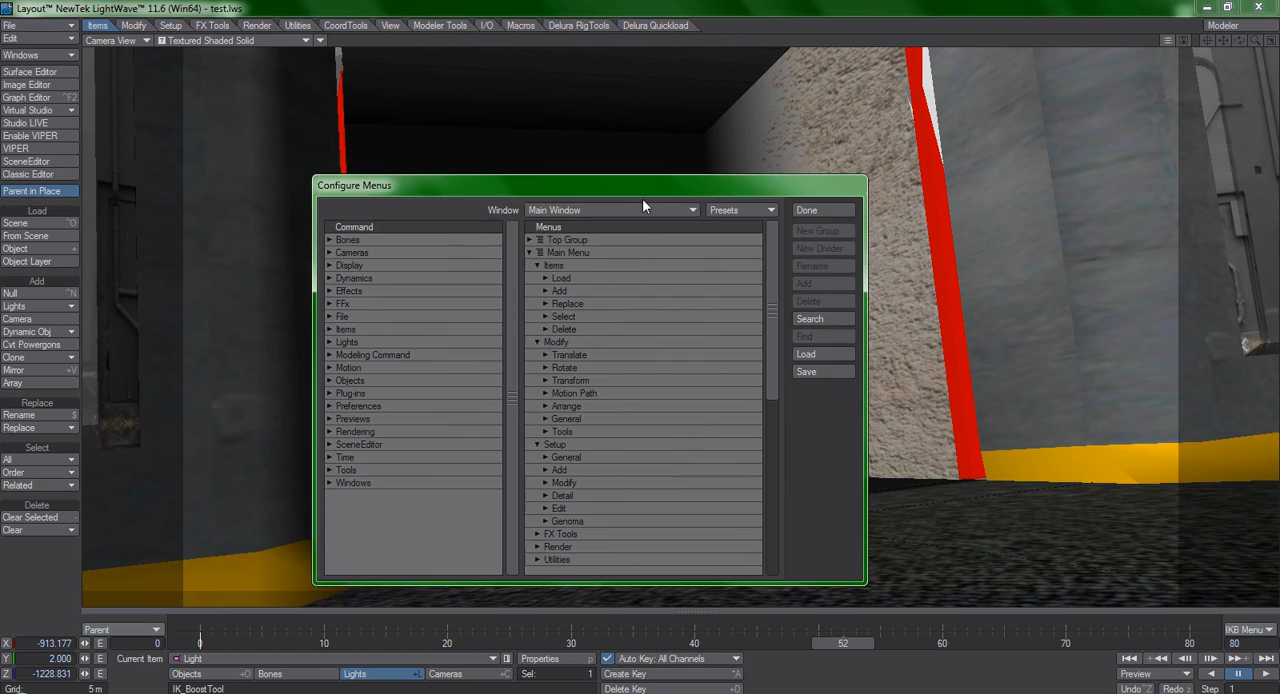 Layout™ NewTek LightWave™ 11.6 (Win64) - test.lws
File Items Modify Setup FX Tools Render Utilities CoordTools View Modeler Tools I/O Macros Delura RigTools Delura Quickload Modeler
Edit Camera View Textured Shaded Solid
Windows
Surface Editor
Image Editor
Graph Editor ^F2
Virtual Studio
Studio LIVE
Enable VIPER
VIPER
SceneEditor
Classic Editor
Parent in Place
Load
Scene ^O
From Scene
Object +
Object Layer
Add
Null ^N
Lights
Camera
Dynamic Obj
Cvt Powergons
Clone
Mirror +V
Array
Replace
Rename $
Replace
Select
All
Order
Related
Delete
Clear Selected -
Clear
Configure Menus
Window Main Window Presets
Command
Bones
Cameras
Display
Dynamics
Effects
FFx
File
Items
Lights
Modeling Command
Motion
Objects
Plug-ins
Preferences
Previews
Rendering
SceneEditor
Time
Tools
Windows
Menus
Top Group
Main Menu
Items
Load
Add
Replace
Select
Delete
Modify
Translate
Rotate
Transform
Motion Path
Arrange
General
Tools
Setup
General
Add
Modify
Detail
Edit
Genoma
FX Tools
Render
Utilities
Done
New Group
New Divider
Rename
Add
Delete
Search
Find
Load
Save
Parent IKB Menu
X -913.177 E 0 0 10 20 30 40 52 60 70 80 80
Y 2.000 E Current Item Light Properties p Auto Key: All Channels
Z -1228.831 E Objects +O Bones Lights +L Cameras +C Sel: 1 Create Key ^A Preview
Grid: 5 m IK_BoostTool Delete Key +D Undo ^Z Redo z Step 1